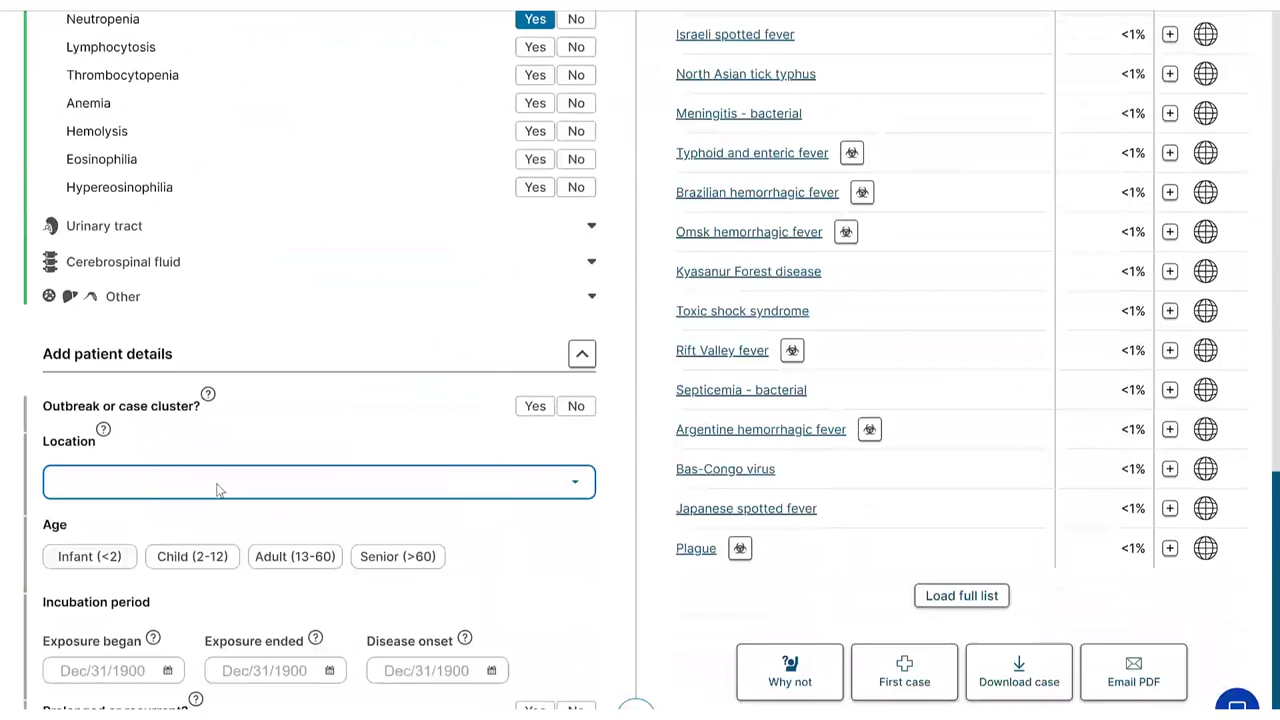 Neutropenia Yes No
Lymphocytosis Yes No
Thrombocytopenia Yes No
Anemia Yes No
Hemolysis Yes No
Eosinophilia Yes No
Hypereosinophilia Yes No
Urinary tract
Cerebrospinal fluid
Other
Add patient details
Outbreak or case cluster? ? Yes No
Location ?
Age
Infant (<2) Child (2-12) Adult (13-60) Senior (>60)
Incubation period
Exposure began ? Exposure ended ? Disease onset ?
Dec/31/1900 Dec/31/1900 Dec/31/1900
Prolonged or recurrent? ? Yes No
Israeli spotted fever <1%
North Asian tick typhus <1%
Meningitis - bacterial <1%
Typhoid and enteric fever <1%
Brazilian hemorrhagic fever <1%
Omsk hemorrhagic fever <1%
Kyasanur Forest disease <1%
Toxic shock syndrome <1%
Rift Valley fever <1%
Septicemia - bacterial <1%
Argentine hemorrhagic fever <1%
Bas-Congo virus <1%
Japanese spotted fever <1%
Plague <1%
Load full list
Why not First case Download case Email PDF